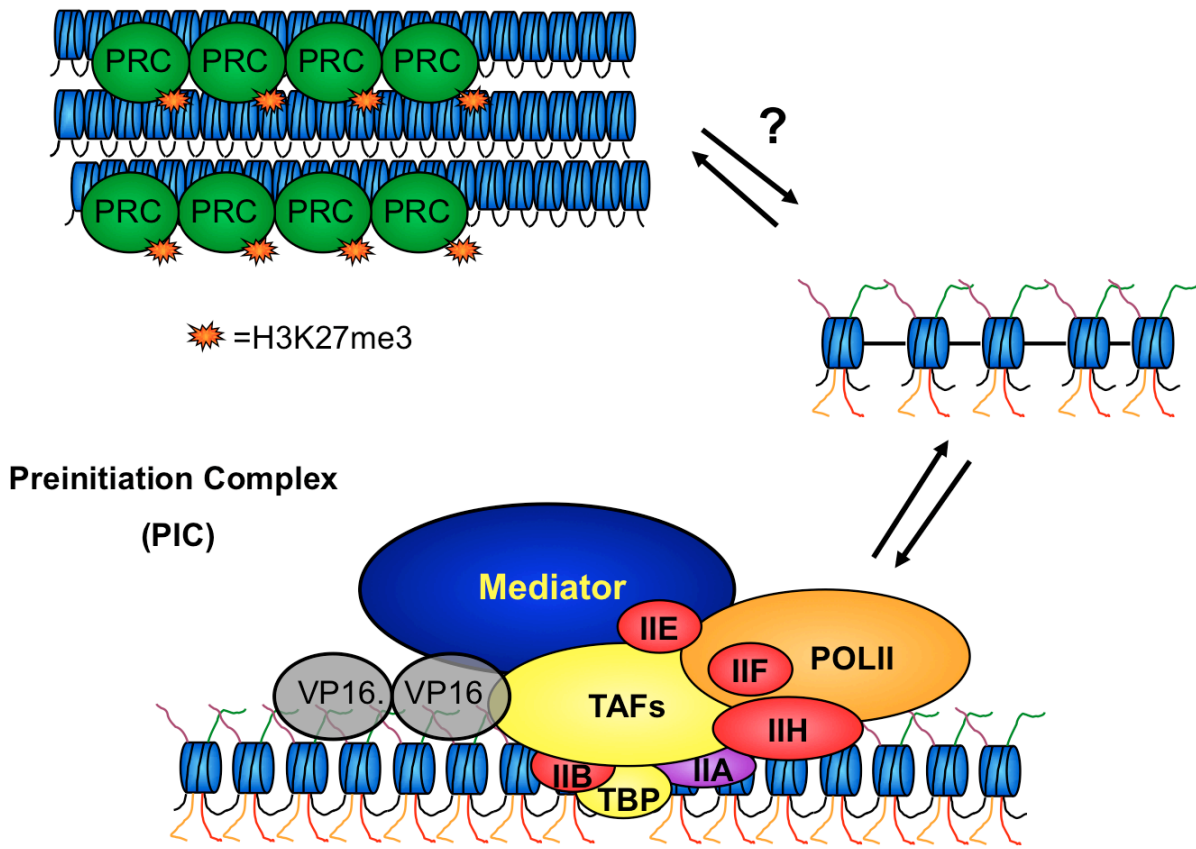 PRC PRC PRC PRC
?
PRC PRC PRC PRC
=H3K27me3
Preinitiation Complex
(PIC)
Mediator
IIE
POLII
IIF
VP16. VP16
TAFs
IIH
IIB
IIA
TBP